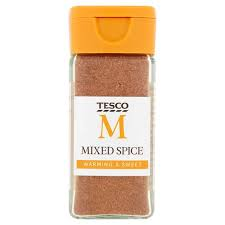 TESCO
M
MIXED SPICE
WARMING & SWEET